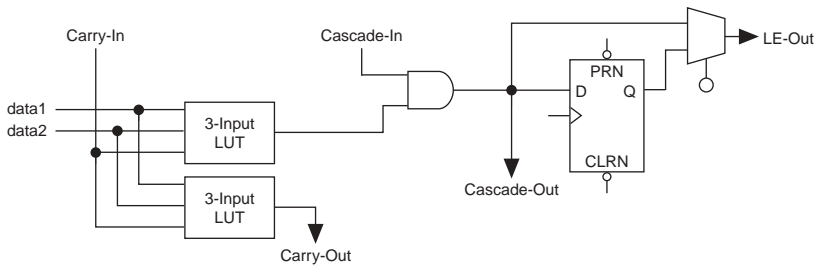 Carry-In
Cascade-In
LE-Out
PRN
data1
D
Q
data2
3-Input
LUT
CLRN
Cascade-Out
3-Input
LUT
Carry-Out